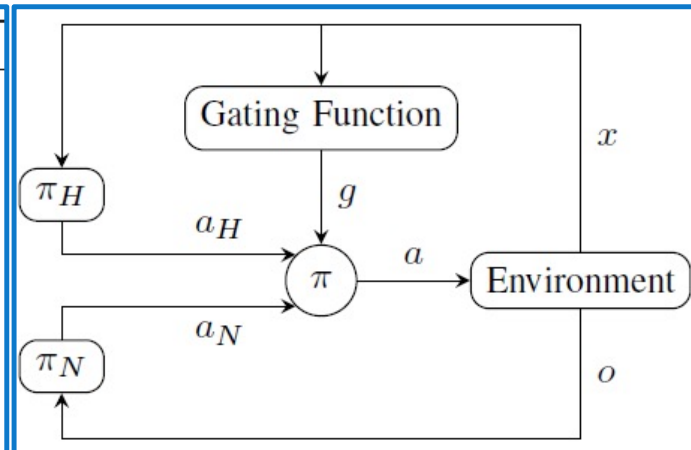 Gating Function
x
π_H
g
a_H
a
π
Environment
a_N
π_N
o